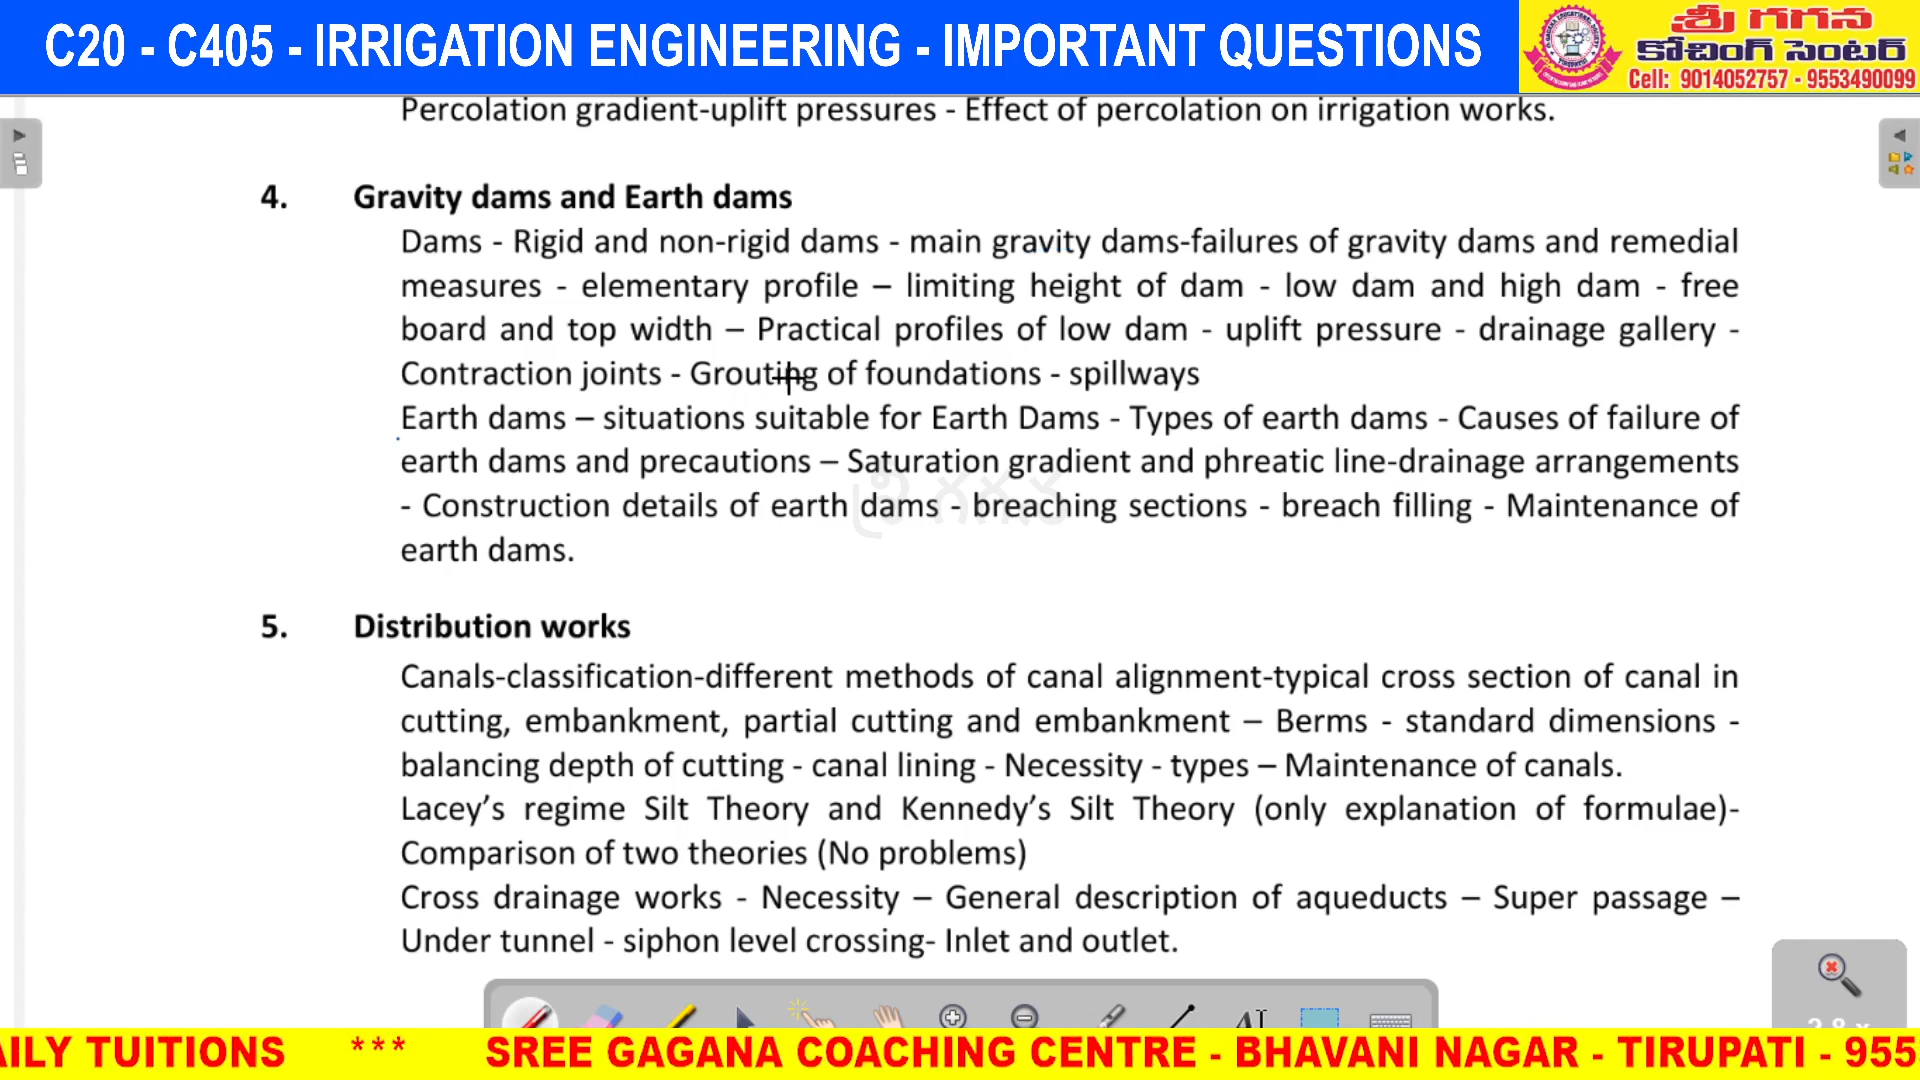 C20 - C405 - IRRIGATION ENGINEERING - IMPORTANT QUESTIONS
శ్రీ గగన
కోచింగ్ సెంటర్
Cell: 9014052757 - 9553490099
Percolation gradient-uplift pressures - Effect of percolation on irrigation works.
4. Gravity dams and Earth dams
Dams - Rigid and non-rigid dams - main gravity dams-failures of gravity dams and remedial
measures - elementary profile – limiting height of dam - low dam and high dam - free
board and top width – Practical profiles of low dam - uplift pressure - drainage gallery -
Contraction joints - Grouting of foundations - spillways
Earth dams – situations suitable for Earth Dams - Types of earth dams - Causes of failure of
earth dams and precautions – Saturation gradient and phreatic line-drainage arrangements
- Construction details of earth dams - breaching sections - breach filling - Maintenance of
earth dams.
శ్రీ గగన
5. Distribution works
Canals-classification-different methods of canal alignment-typical cross section of canal in
cutting, embankment, partial cutting and embankment – Berms - standard dimensions -
balancing depth of cutting - canal lining - Necessity - types – Maintenance of canals.
Lacey’s regime Silt Theory and Kennedy’s Silt Theory (only explanation of formulae)-
Comparison of two theories (No problems)
Cross drainage works - Necessity – General description of aqueducts – Super passage –
Under tunnel - siphon level crossing- Inlet and outlet.
AILY TUITIONS *** SREE GAGANA COACHING CENTRE - BHAVANI NAGAR - TIRUPATI - 955